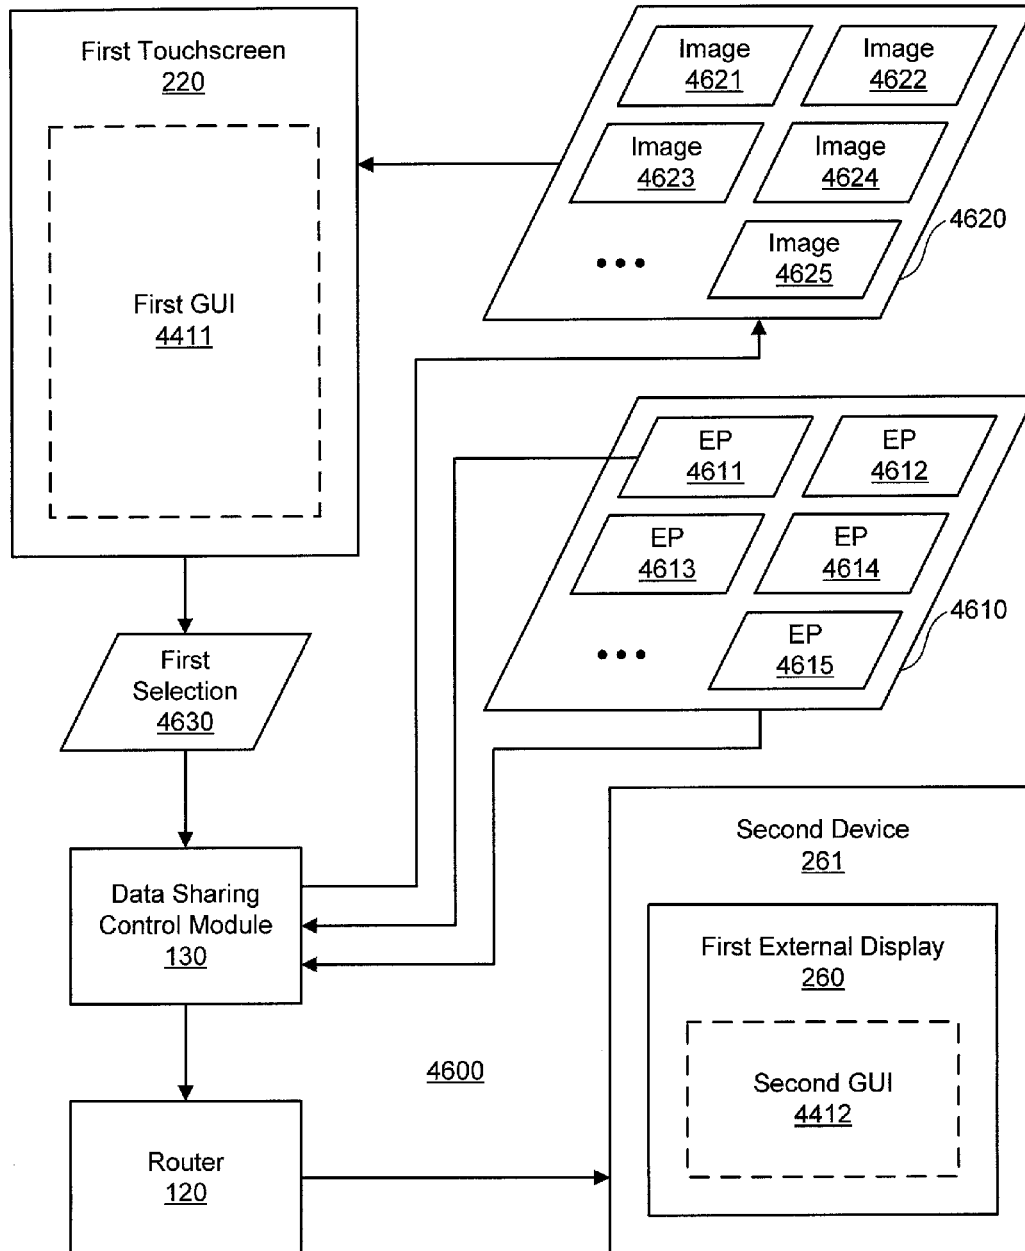 First Touchscreen
220
First GUI
4411
Image
4621
Image
4622
Image
4623
Image
4624
• • •
Image
4625
4620
EP
4611
EP
4612
EP
4613
EP
4614
• • •
EP
4615
4610
First
Selection
4630
Data Sharing
Control Module
130
Router
120
4600
Second Device
261
First External Display
260
Second GUI
4412